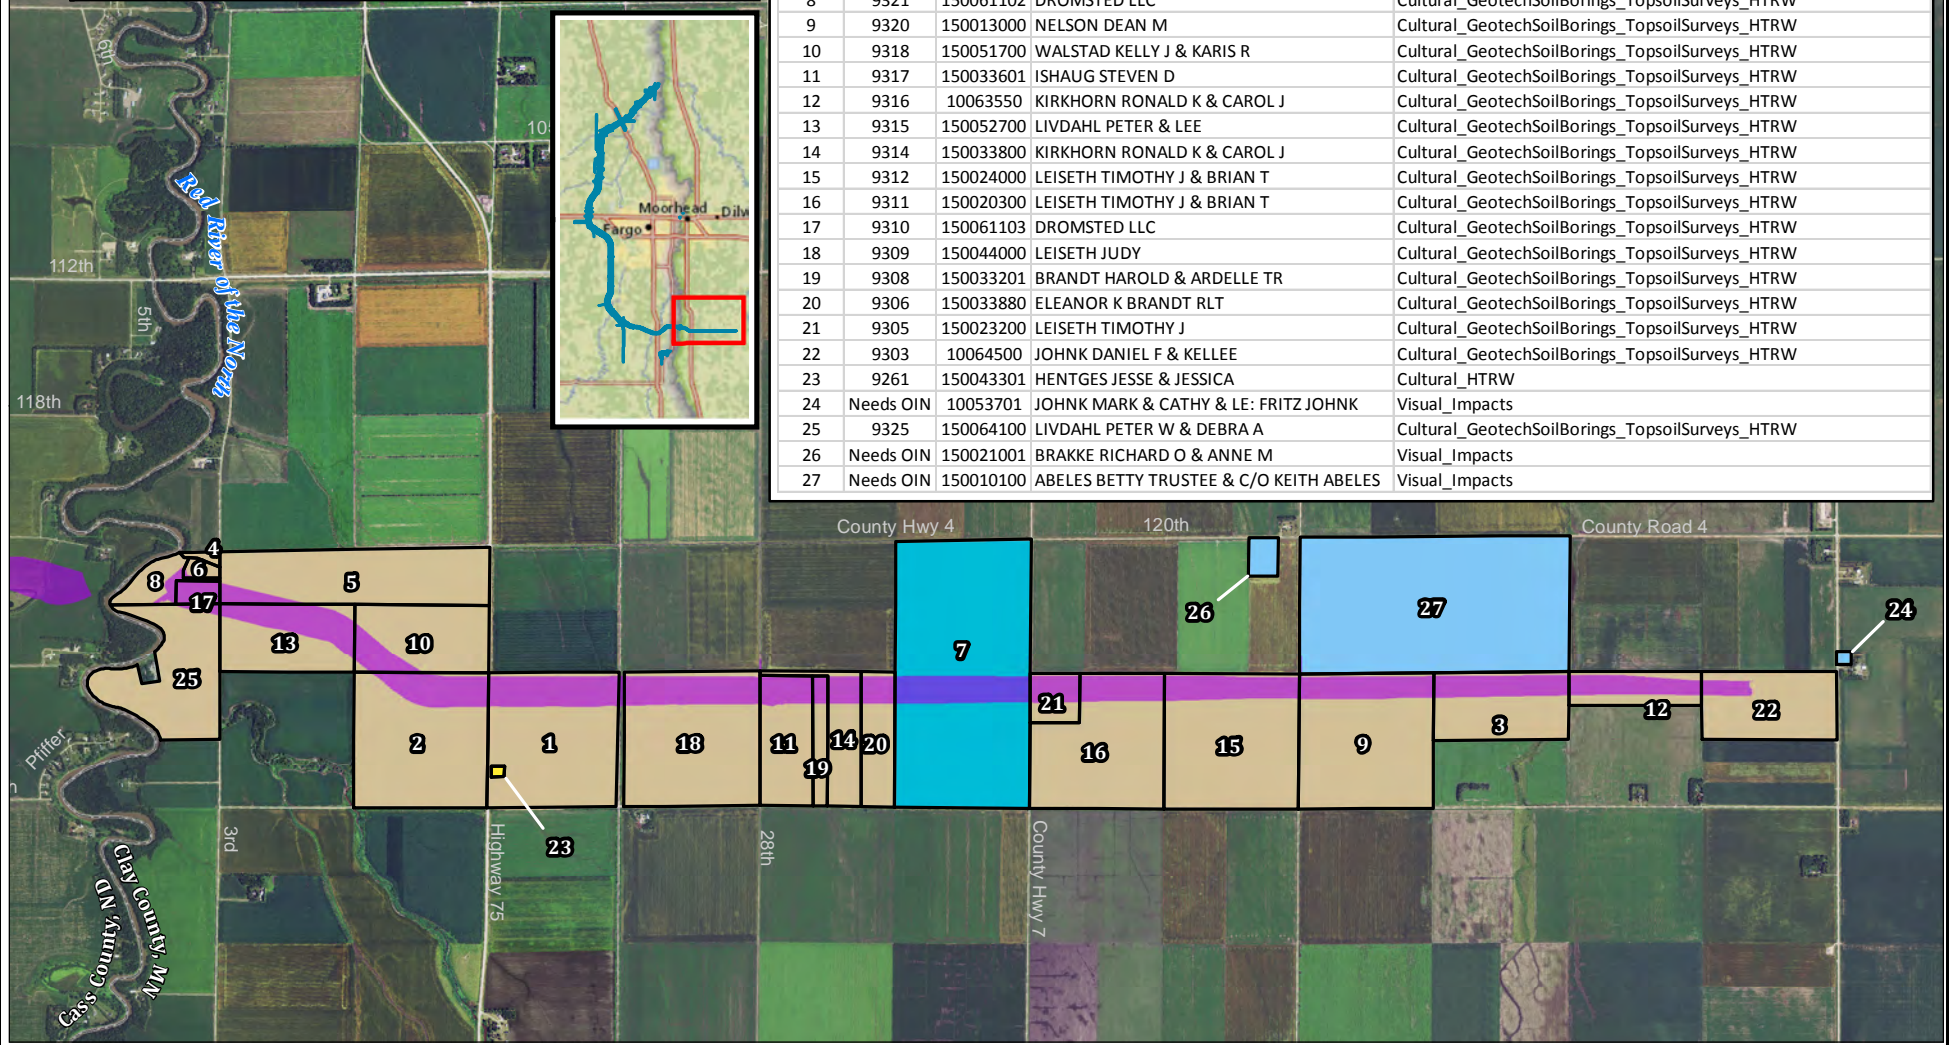 8 9321 150061102 DROMSTED LLC Cultural_GeotechSoilBorings_TopsoilSurveys_HTRW
9 9320 150013000 NELSON DEAN M Cultural_GeotechSoilBorings_TopsoilSurveys_HTRW
10 9318 150051700 WALSTAD KELLY J & KARIS R Cultural_GeotechSoilBorings_TopsoilSurveys_HTRW
11 9317 150033601 ISHAUG STEVEN D Cultural_GeotechSoilBorings_TopsoilSurveys_HTRW
12 9316 10063550 KIRKHORN RONALD K & CAROL J Cultural_GeotechSoilBorings_TopsoilSurveys_HTRW
13 9315 150052700 LIVDAHL PETER & LEE Cultural_GeotechSoilBorings_TopsoilSurveys_HTRW
14 9314 150033800 KIRKHORN RONALD K & CAROL J Cultural_GeotechSoilBorings_TopsoilSurveys_HTRW
15 9312 150024000 LEISETH TIMOTHY J & BRIAN T Cultural_GeotechSoilBorings_TopsoilSurveys_HTRW
16 9311 150020300 LEISETH TIMOTHY J & BRIAN T Cultural_GeotechSoilBorings_TopsoilSurveys_HTRW
17 9310 150061103 DROMSTED LLC Cultural_GeotechSoilBorings_TopsoilSurveys_HTRW
18 9309 150044000 LEISETH JUDY Cultural_GeotechSoilBorings_TopsoilSurveys_HTRW
19 9308 150033201 BRANDT HAROLD & ARDELLE TR Cultural_GeotechSoilBorings_TopsoilSurveys_HTRW
20 9306 150033880 ELEANOR K BRANDT RLT Cultural_GeotechSoilBorings_TopsoilSurveys_HTRW
21 9305 150023200 LEISETH TIMOTHY J Cultural_GeotechSoilBorings_TopsoilSurveys_HTRW
22 9303 10064500 JOHNK DANIEL F & KELLEE Cultural_GeotechSoilBorings_TopsoilSurveys_HTRW
23 9261 150043301 HENTGES JESSE & JESSICA Cultural_HTRW
24 Needs OIN 10053701 JOHNK MARK & CATHY & LE: FRITZ JOHNK Visual_Impacts
25 9325 150064100 LIVDAHL PETER W & DEBRA A Cultural_GeotechSoilBorings_TopsoilSurveys_HTRW
26 Needs OIN 150021001 BRAKKE RICHARD O & ANNE M Visual_Impacts
27 Needs OIN 150010100 ABELES BETTY TRUSTEE & C/O KEITH ABELES Visual_Impacts
6th
Red River of the North
112th
5th
118th
Moorhead
Dilw
Fargo
County Hwy 4
120th
County Road 4
4
6
8
5
17
13
10
25
7
26
27
24
21
12
22
2
1
18
11
14
20
19
16
15
9
3
23
Pfiffer
3rd
Highway 75
28th
County Hwy 7
Clay County, MN
Cass County, ND